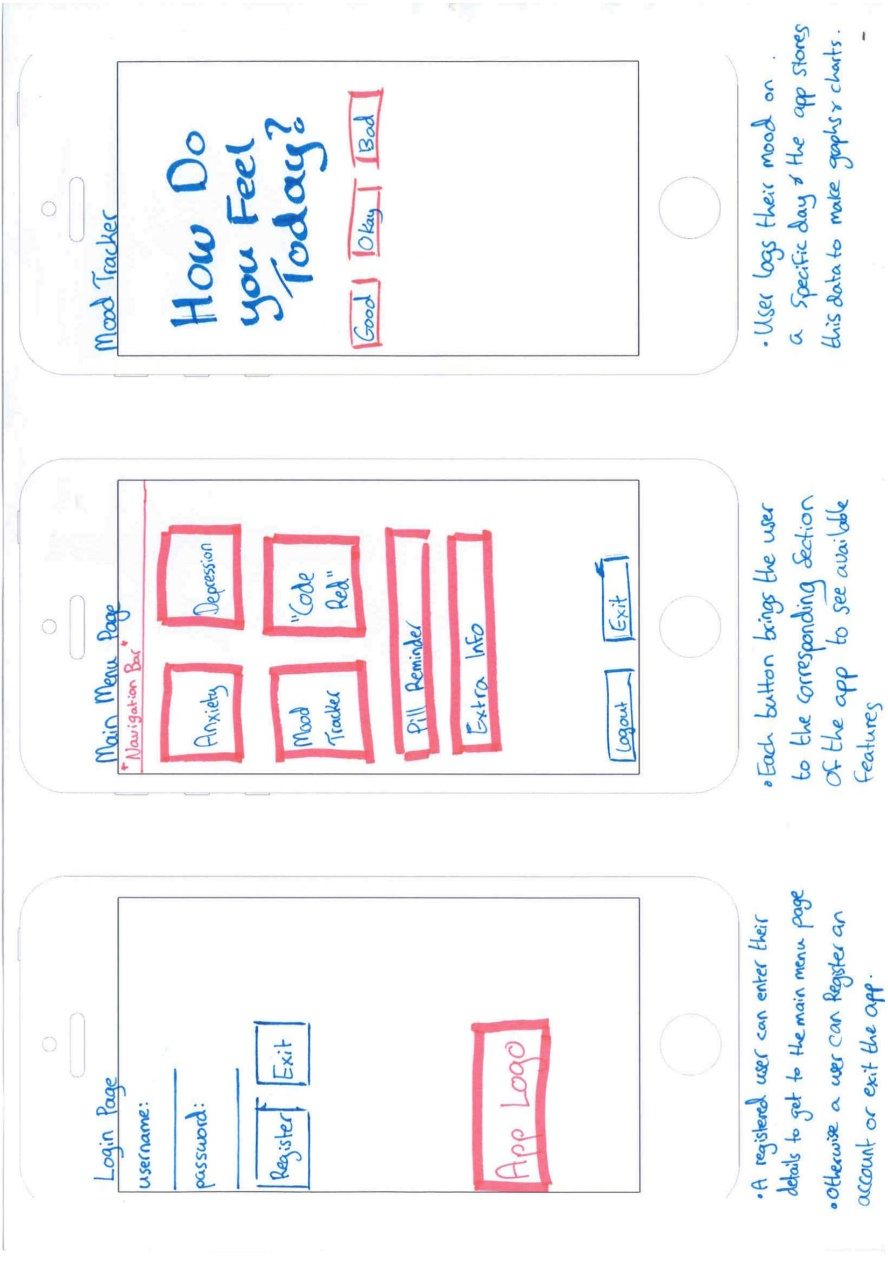 Login Page
username:
password:
Register
Exit
App Logo
•A registered user can enter their
details to get to the main menu page
•Otherwise a user can Register an
account or exit the app.
Main Menu Page
"Navigation Bar"
Anxiety
Depression
Mood
Tracker
"Code
Red"
Pill Reminder
Extra Info
Logout
Exit
•Each button brings the user
to the corresponding section
of the app to see available
features
Mood Tracker
How Do
you Feel
Today?
Good
Okay
Bad
•User logs their mood on
a specific day & the app stores
this data to make graphs & charts.